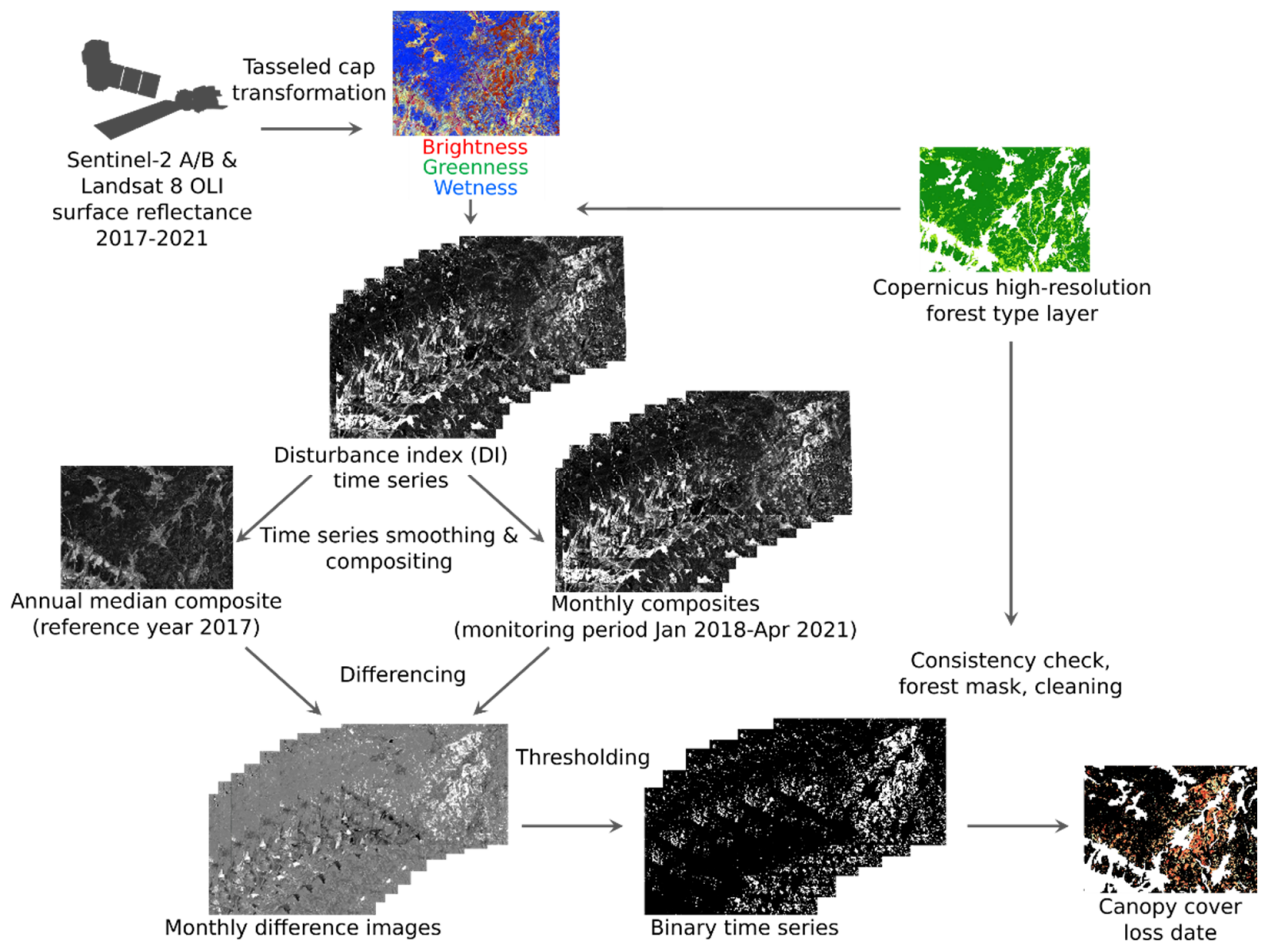 Tasseled cap
transformation
Sentinel-2 A/B &
Landsat 8 OLI
surface reflectance
2017-2021
Brightness
Greenness
Wetness
Copernicus high-resolution
forest type layer
Disturbance index (DI)
time series
Time series smoothing &
compositing
Annual median composite
(reference year 2017)
Monthly composites
(monitoring period Jan 2018-Apr 2021)
Differencing
Consistency check,
forest mask, cleaning
Thresholding
Monthly difference images
Binary time series
Canopy cover
loss date